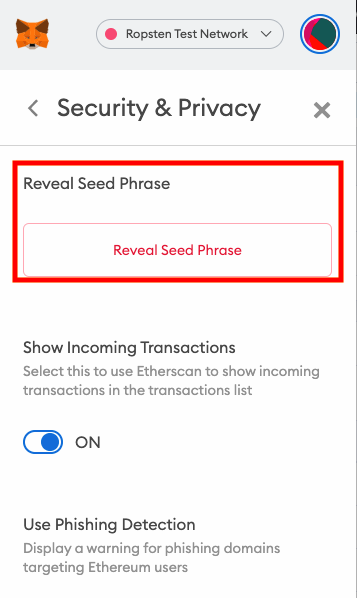 Ropsten Test Network
Security & Privacy
Reveal Seed Phrase
Reveal Seed Phrase
Show Incoming Transactions
Select this to use Etherscan to show incoming
transactions in the transactions list
ON
Use Phishing Detection
Display a warning for phishing domains
targeting Ethereum users